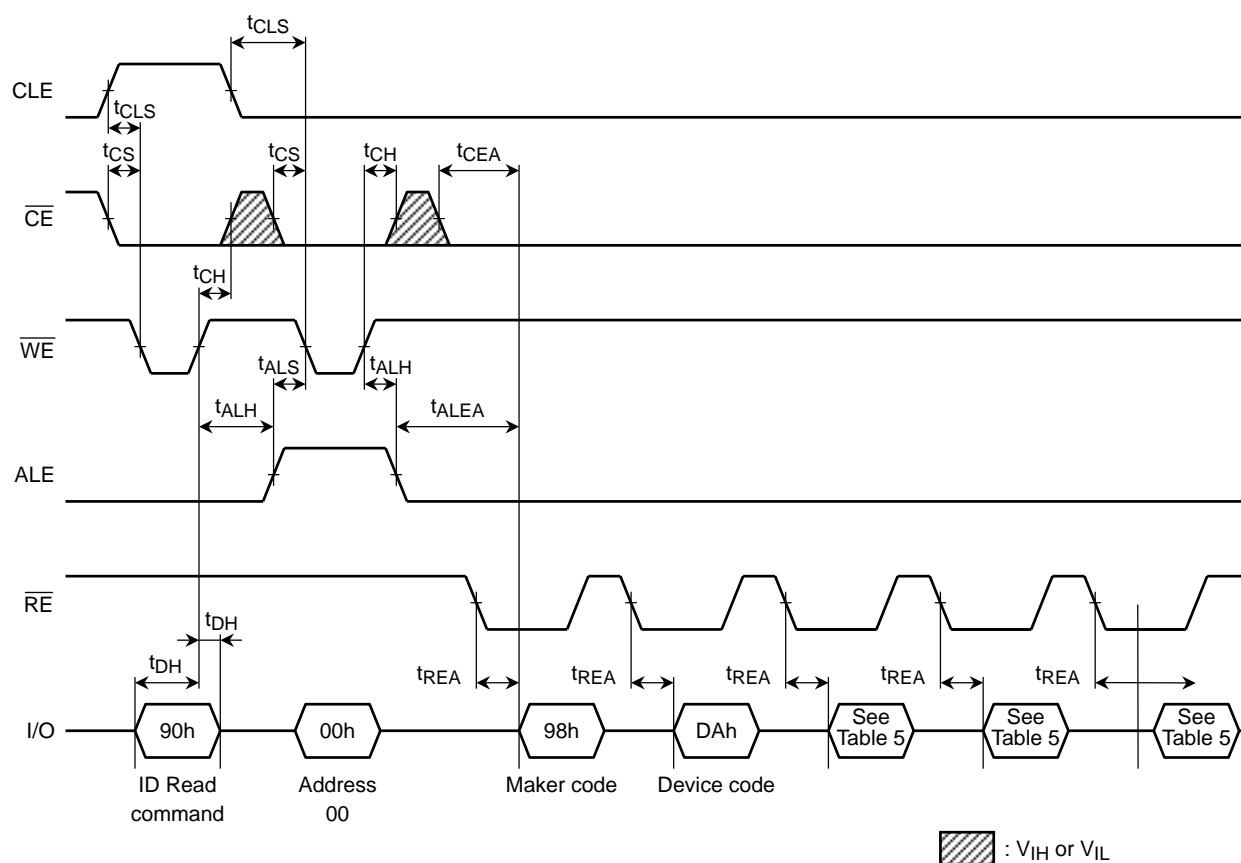 tCLS
CLE
tCLS
tCS
tCS
tCH
tCEA
CE
tCH
WE
tALS
tALH
tALH
tALEA
ALE
RE
tDH
tDH
tREA
tREA
tREA
tREA
tREA
I/O
90h
00h
98h
DAh
See
Table 5
See
Table 5
See
Table 5
ID Read
command
Address
00
Maker code
Device code
: VIH or VIL